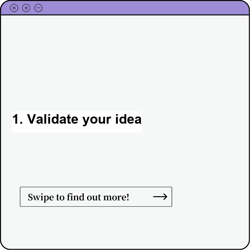 1. Validate your idea
Swipe to find out more!